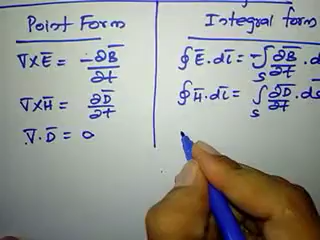 Point Form
∇×E̅ = -∂B̅/∂t
∇×H̅ = ∂D̅/∂t
∇·D̅ = 0
Integral form
∮E̅·dl̅ = -∫s ∂B̅/∂t ·d
∮H̅·dl̅ = ∫s ∂D̅/∂t ·ds